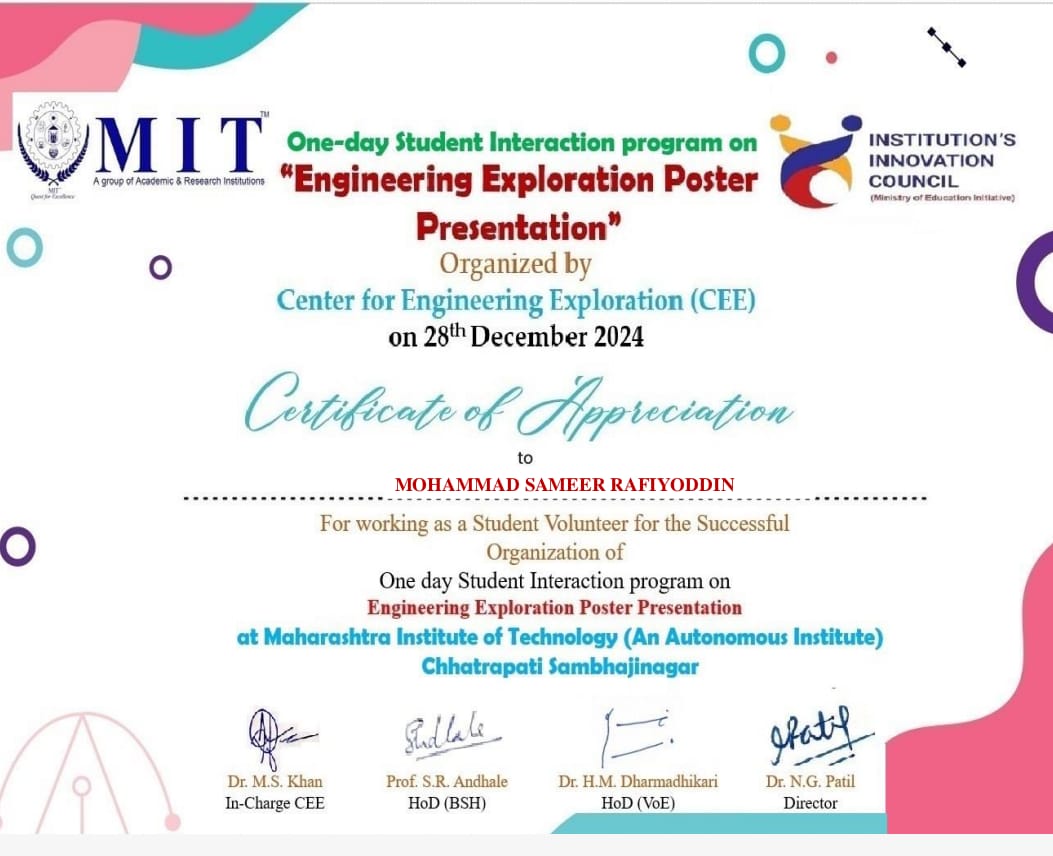 MIT™
A group of Academic & Research Institutions
MIT
Quest for Excellence
One-day Student Interaction program on
“Engineering Exploration Poster
Presentation”
INSTITUTION'S
INNOVATION
COUNCIL
(Ministry of Education Initiative)
Organized by
Center for Engineering Exploration (CEE)
on 28th December 2024
Certificate of Appreciation
to
MOHAMMAD SAMEER RAFIYODDIN
For working as a Student Volunteer for the Successful
Organization of
One day Student Interaction program on
Engineering Exploration Poster Presentation
at Maharashtra Institute of Technology (An Autonomous Institute)
Chhatrapati Sambhajinagar
Dr. M.S. Khan
In-Charge CEE
Prof. S.R. Andhale
HoD (BSH)
Dr. H.M. Dharmadhikari
HoD (VoE)
Dr. N.G. Patil
Director